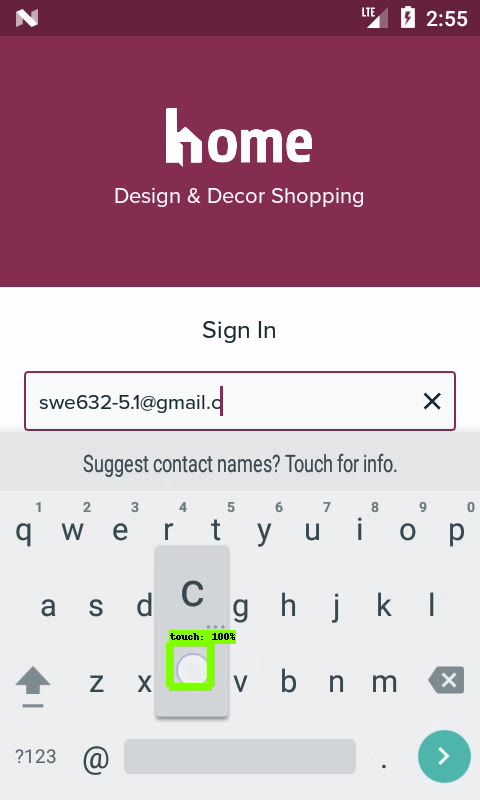 LTE 2:55
home
Design & Decor Shopping
Sign In
swe632-5.1@gmail.c
Suggest contact names? Touch for info.
1 2 3 4 5 6 7 8 9 0
q w e r t y u i o p
c
a s d g h j k l
touch: 100%
z x v b n m
?123 @ .